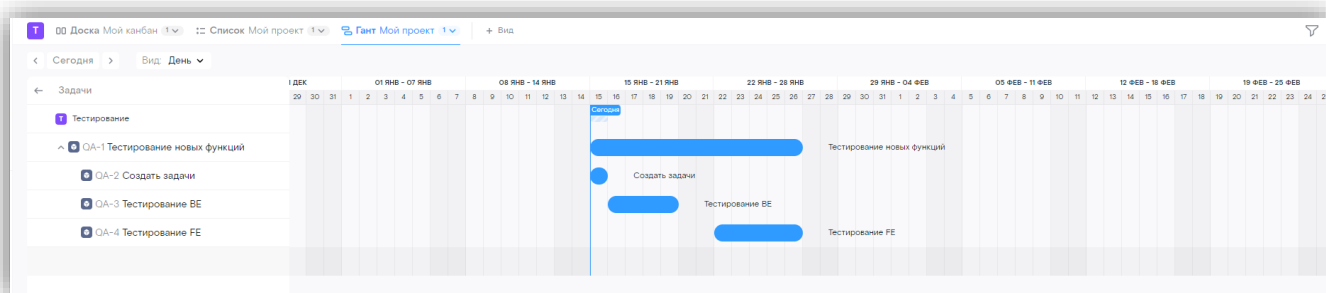 T Доска Мой канбан 1 Список Мой проект 1 Гант Мой проект 1 + Вид
Сегодня Вид: День
Задачи
ДЕК 01 ЯНВ - 07 ЯНВ 08 ЯНВ - 14 ЯНВ 15 ЯНВ - 21 ЯНВ 22 ЯНВ - 28 ЯНВ 29 ЯНВ - 04 ФЕВ 05 ФЕВ - 11 ФЕВ 12 ФЕВ - 18 ФЕВ 19 ФЕВ - 25 ФЕВ
29 30 31 1 2 3 4 5 6 7 8 9 10 11 12 13 14 15 16 17 18 19 20 21 22 23 24 25 26 27 28 29 30 31 1 2 3 4 5 6 7 8 9 10 11 12 13 14 15 16 17 18 19 20 21 22 23 24
Сегодня
T Тестирование
QA-1 Тестирование новых функций Тестирование новых функций
QA-2 Создать задачи Создать задачи
QA-3 Тестирование BE Тестирование BE
QA-4 Тестирование FE Тестирование FE